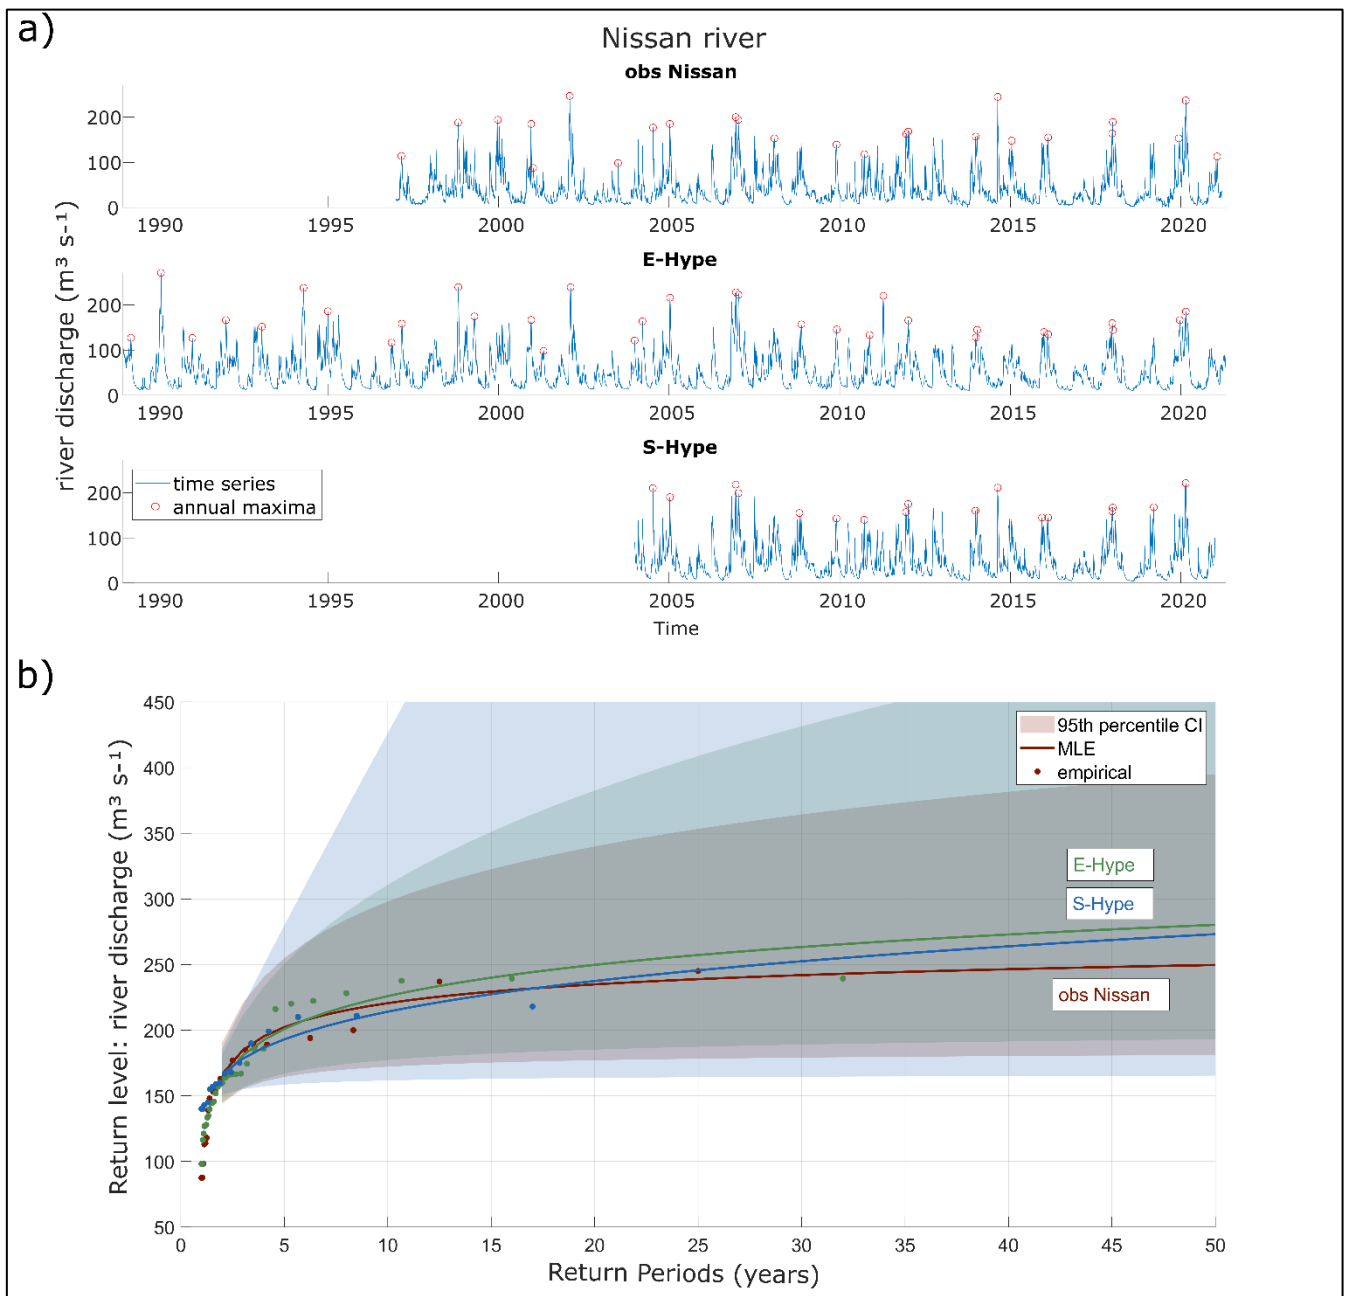 a)
Nissan river
obs Nissan
200
100
0
1990 1995 2000 2005 2010 2015 2020
E-Hype
200
100
0
1990 1995 2000 2005 2010 2015 2020
S-Hype
time series
annual maxima
200
100
0
1990 1995 2000 2005 2010 2015 2020
Time
river discharge (m³ s-¹)
b)
450
400
350
300
250
200
150
100
50
Return level: river discharge (m³ s-¹)
95th percentile CI
MLE
empirical
E-Hype
S-Hype
obs Nissan
0 5 10 15 20 25 30 35 40 45 50
Return Periods (years)